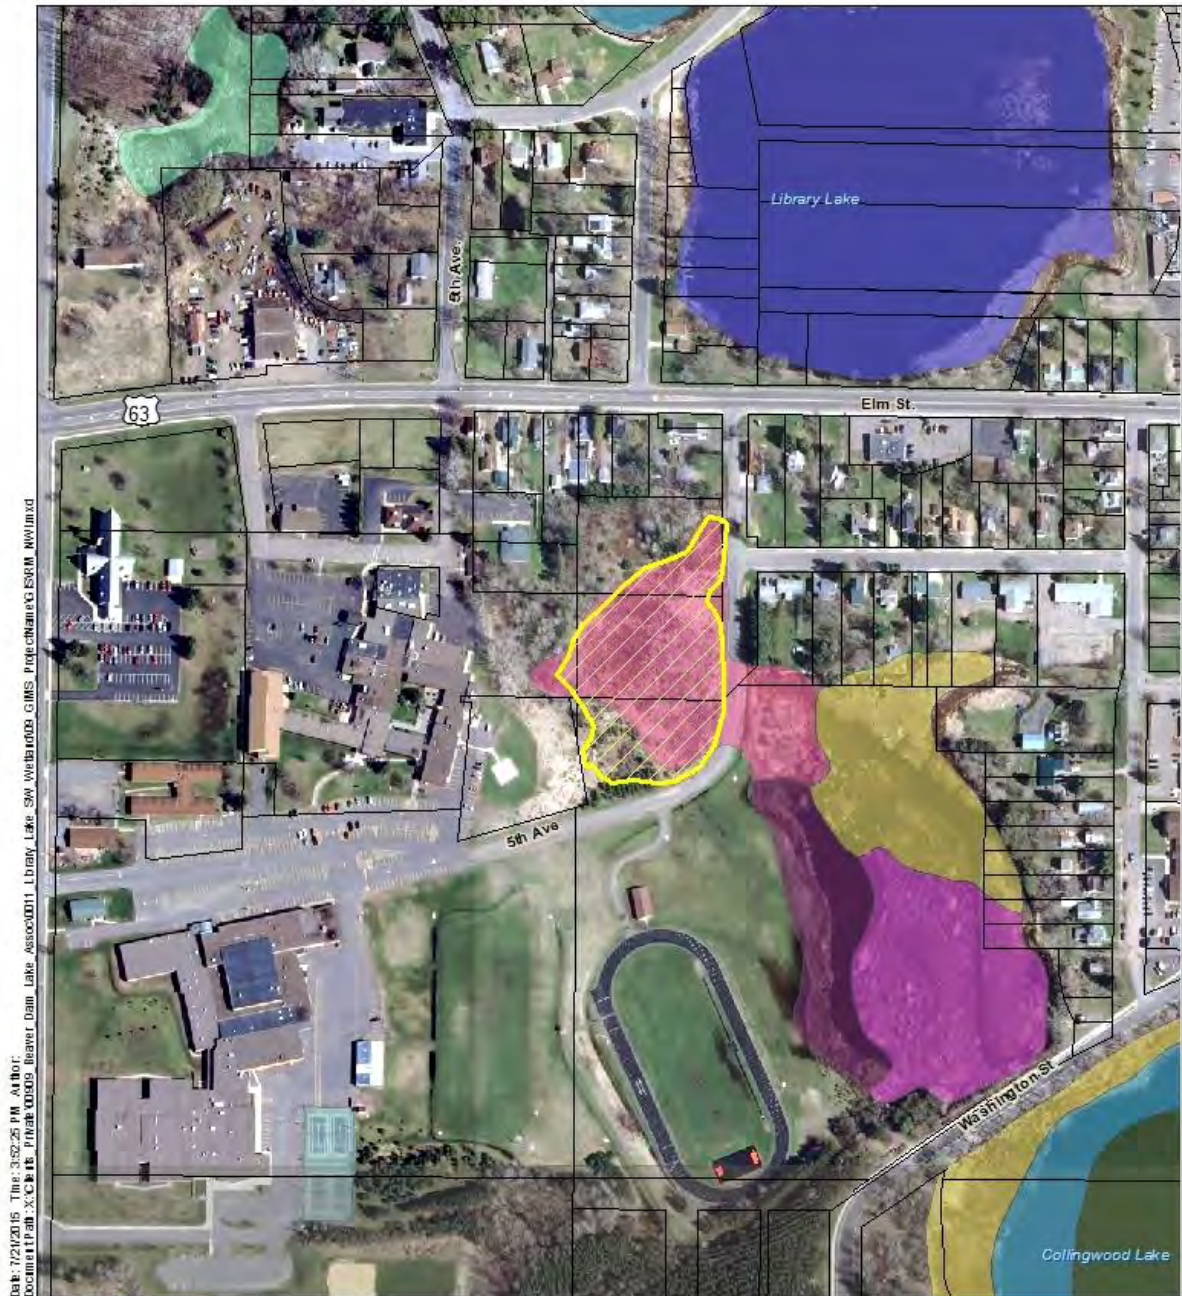 Library Lake
8th Ave.
63
Elm St.
5th Ave
Washington St
Collingwood Lake
Date: 7/21/2015 Time: 3:52:25 PM Author: